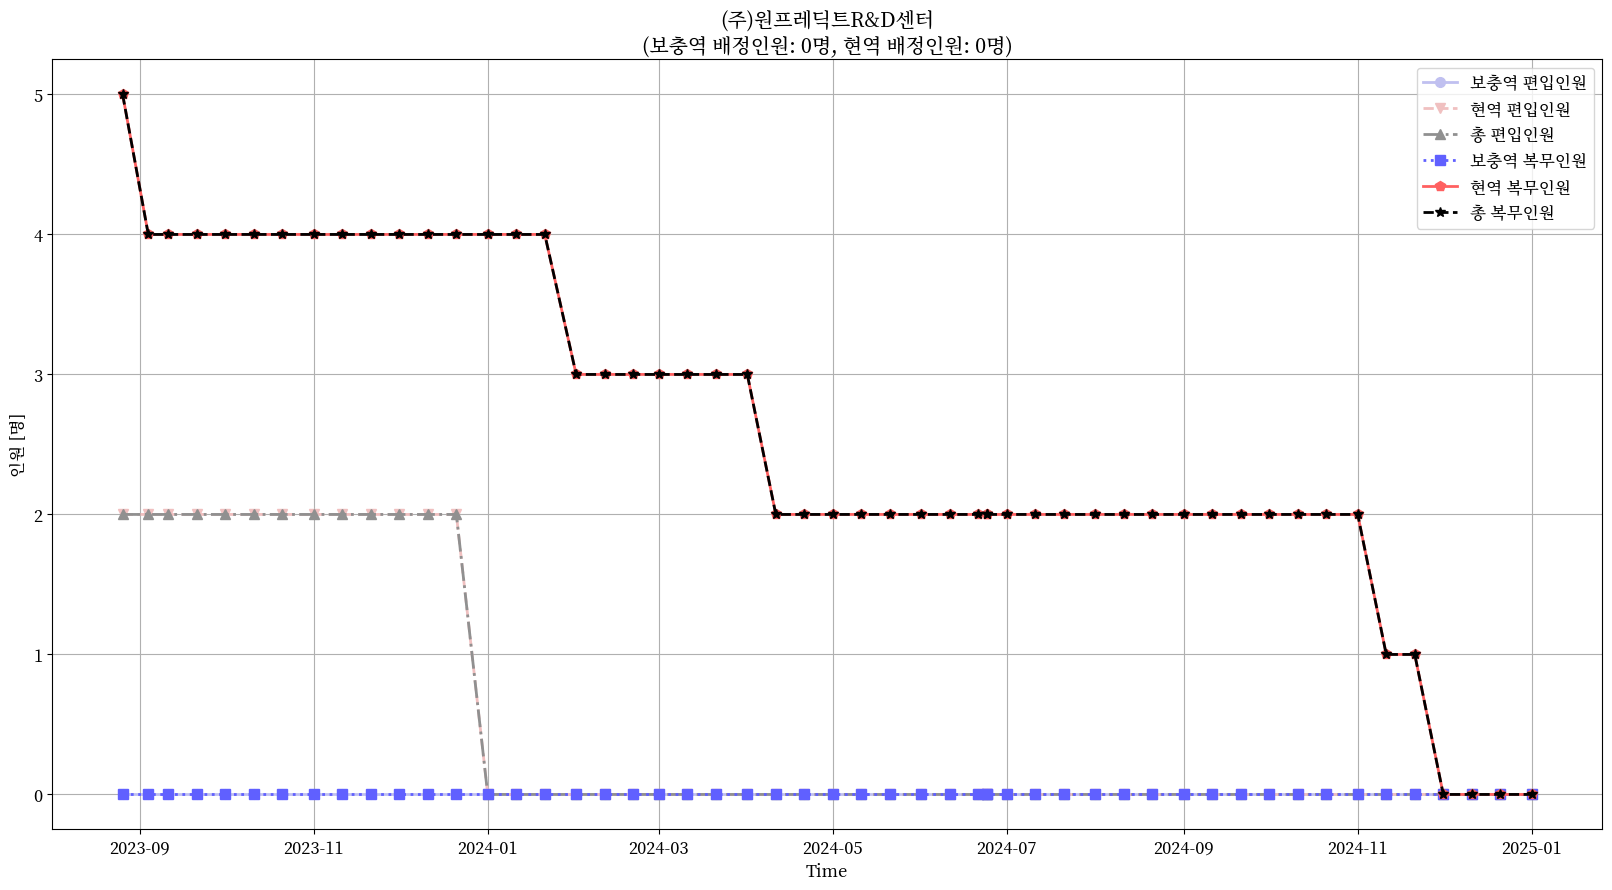 (주)원프레딕트R&D센터
(보충역 배정인원: 0명, 현역 배정인원: 0명)
보충역 편입인원
현역 편입인원
총 편입인원
보충역 복무인원
현역 복무인원
총 복무인원
인원 [명]
5
4
3
2
1
0
2023-09
2023-11
2024-01
2024-03
2024-05
2024-07
2024-09
2024-11
2025-01
Time